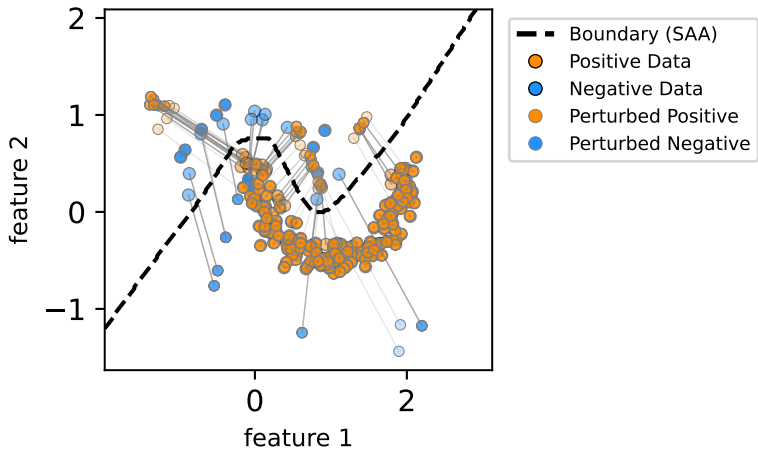 2
1
0
−1
feature 2
0
2
feature 1
Boundary (SAA)
Positive Data
Negative Data
Perturbed Positive
Perturbed Negative